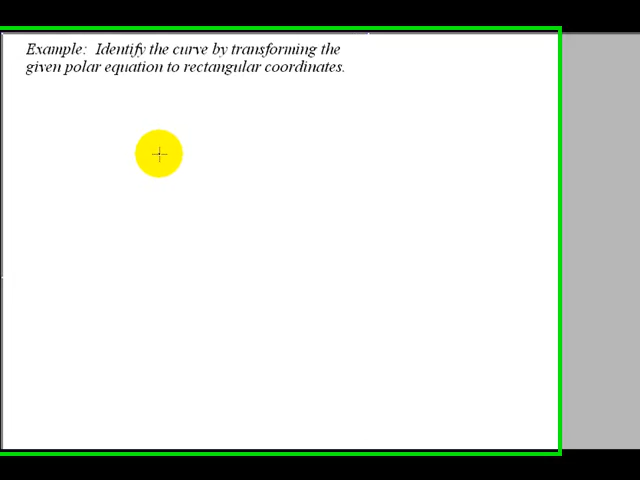 Example: Identify the curve by transforming the
given polar equation to rectangular coordinates.